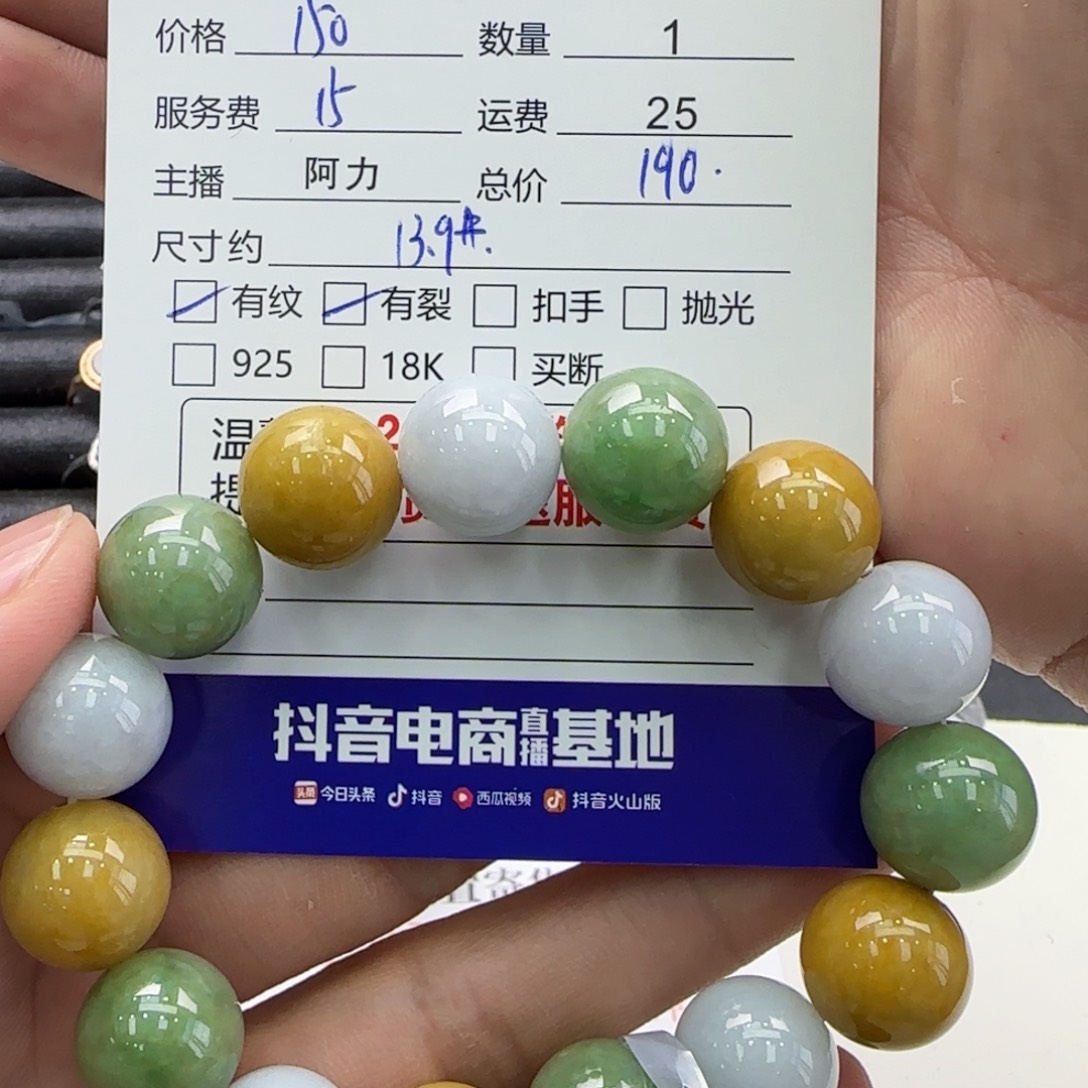 价格 150 数量 1
服务费 15 运费 25
主播 阿力 总价 190.
尺寸约 13.9#.
有纹 有裂 扣手 抛光
925 18K 买断
温
提
抖音电商直播基地
头条 今日头条 抖音 西瓜视频 抖音火山版